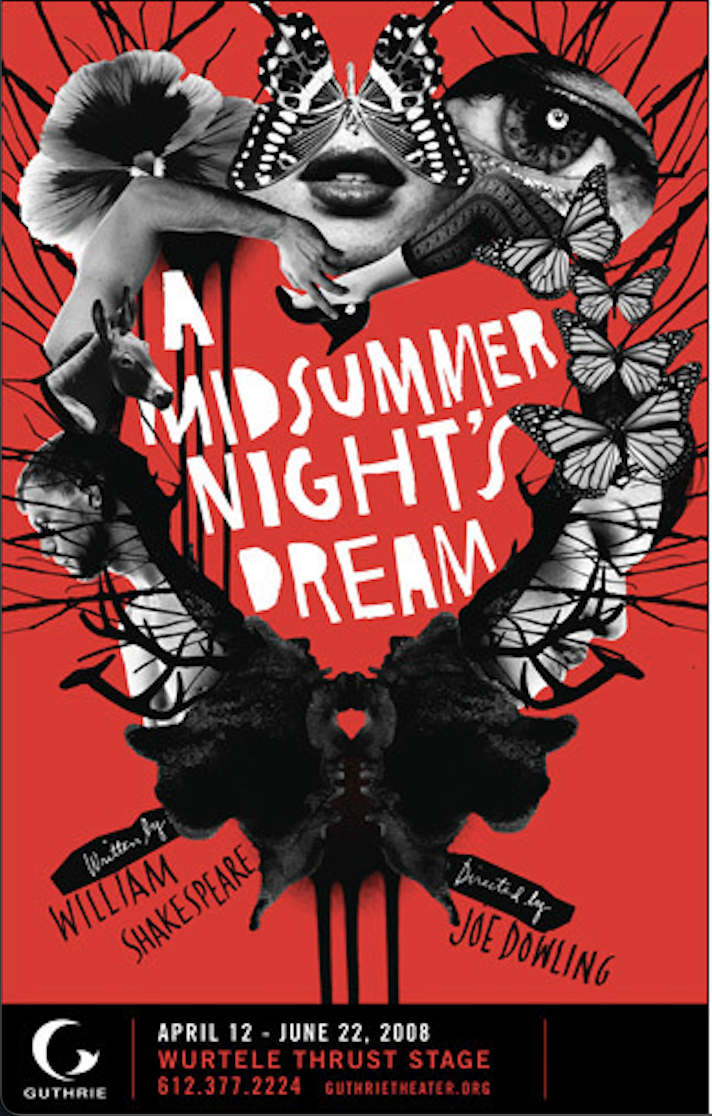 A
MIDSUMMER
NIGHT'S
DREAM
Written by
WILLIAM
SHAKESPEARE
Directed by
JOE DOWLING
GUTHRIE
APRIL 12 - JUNE 22, 2008
WURTELE THRUST STAGE
612.377.2224 GUTHRIETHEATER.ORG